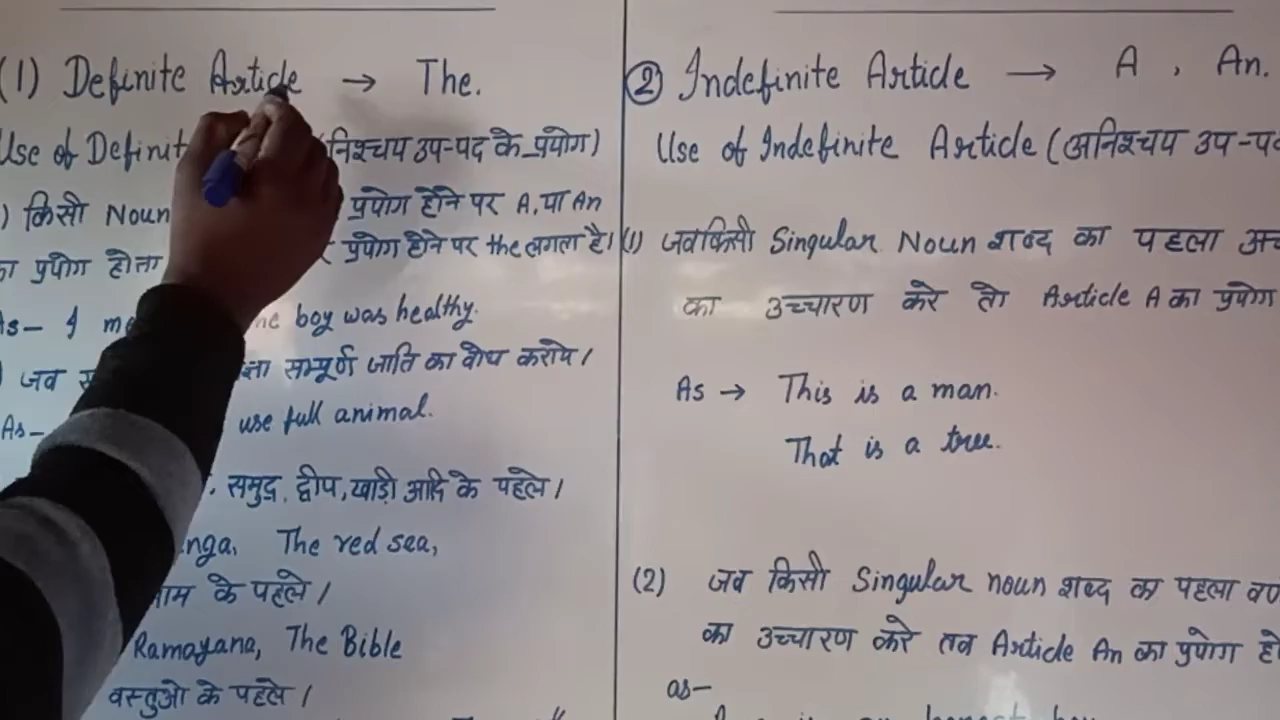 (1) Definite Article → The.
Use of Definit (निश्चय उप-पद के प्रयोग)
) किसी Noun प्रयोग होने पर A, या An
का प्रयोग होता प्रयोग होने पर the लगता है।
As– A boy was healthy.
जब सम्पूर्ण जाति का बोध कराये।
As– use full animal.
समुद्र, द्वीप, खाड़ी आदि के पहले।
The red sea,
नाम के पहले।
Ramayana, The Bible
वस्तुओ के पहले।
② Indefinite Article → A , An.
Use of Indefinite Article (अनिश्चय उप-पद
(1) जब किसी Singular Noun शब्द का पहला
का उच्चारण करे तो Article A का प्रयोग
As → This is a man.
That is a tree.
(2) जब किसी Singular noun शब्द का पहला
का उच्चारण करे तब Article An का प्रयोग हो
as–